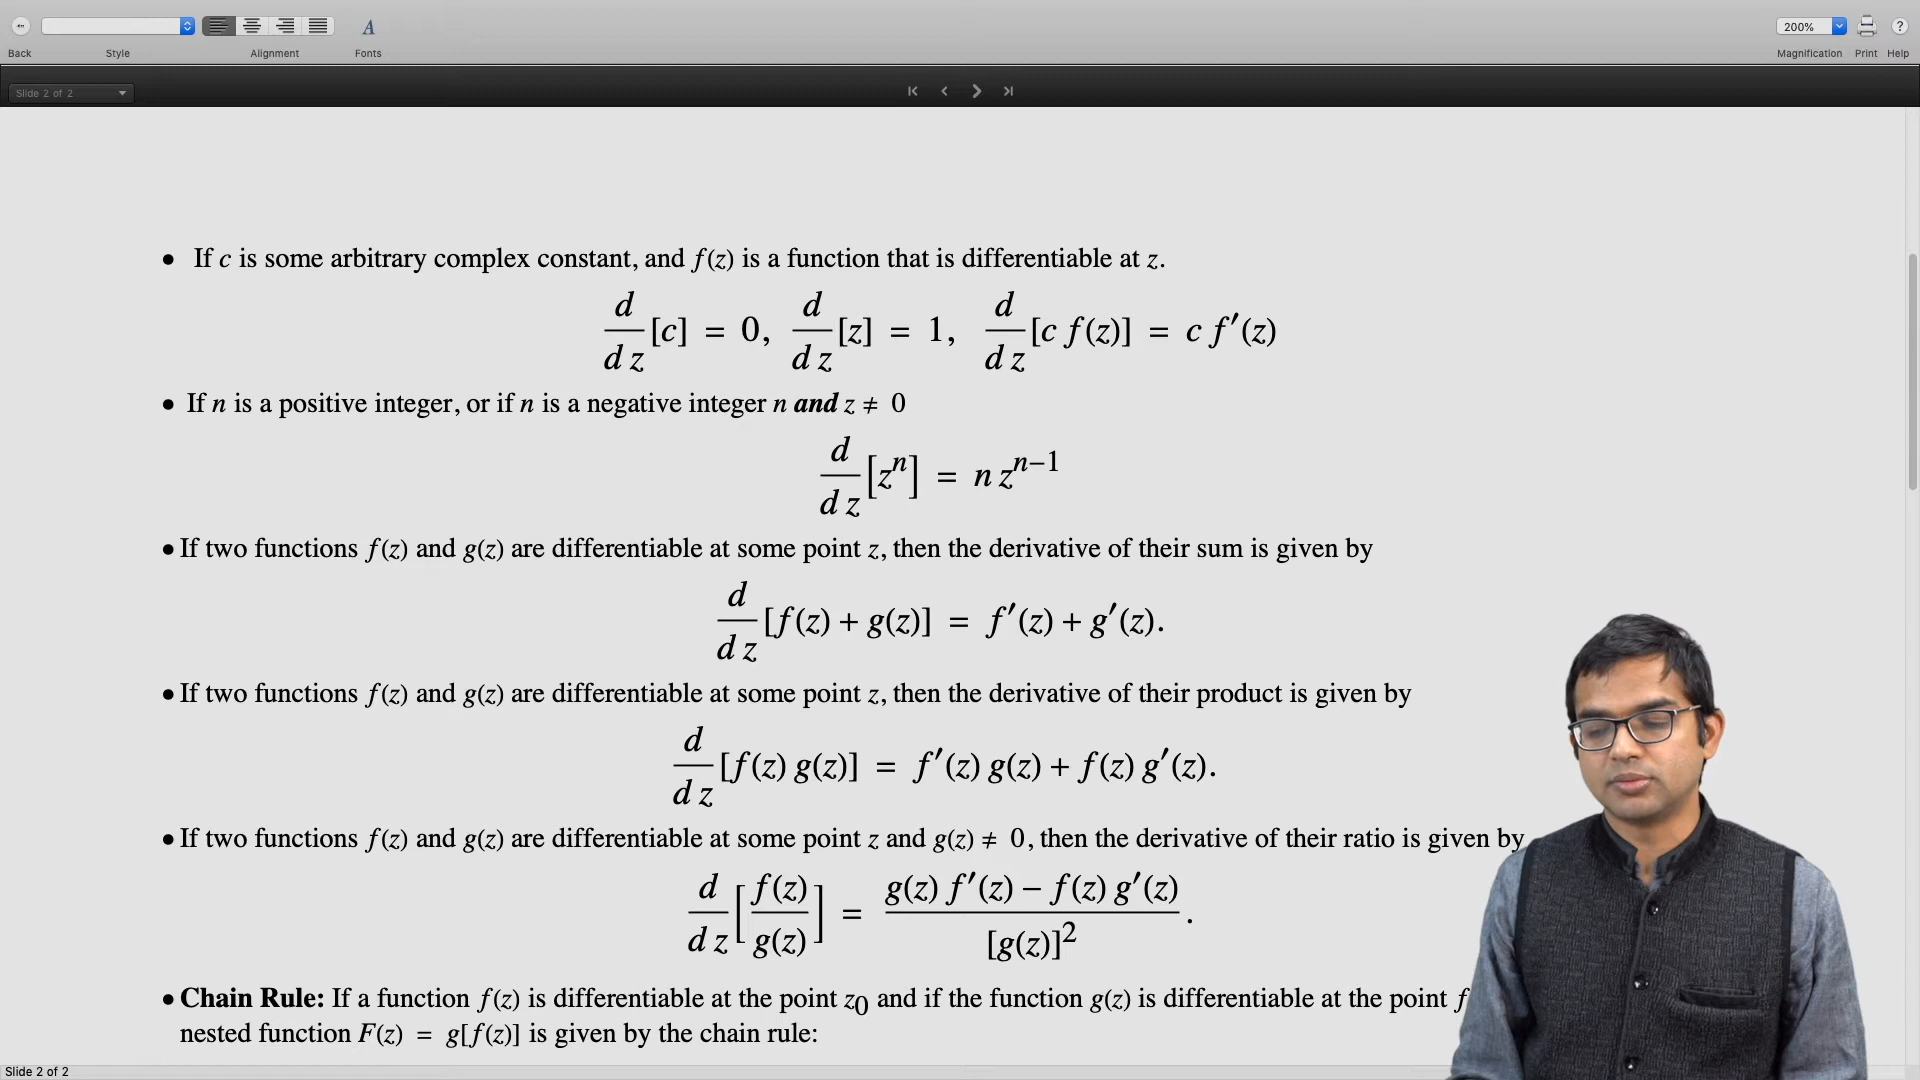 200%
Back
Style
Alignment
Fonts
Magnification
Print
Help
Slide 2 of 2
• If c is some arbitrary complex constant, and f(z) is a function that is differentiable at z.
d/dz [c] = 0, d/dz [z] = 1, d/dz [c f(z)] = c f′(z)
• If n is a positive integer, or if n is a negative integer n and z ≠ 0
d/dz [zⁿ] = n zⁿ⁻¹
• If two functions f(z) and g(z) are differentiable at some point z, then the derivative of their sum is given by
d/dz [f(z) + g(z)] = f′(z) + g′(z).
• If two functions f(z) and g(z) are differentiable at some point z, then the derivative of their product is given by
d/dz [f(z) g(z)] = f′(z) g(z) + f(z) g′(z).
• If two functions f(z) and g(z) are differentiable at some point z and g(z) ≠ 0, then the derivative of their ratio is given by
d/dz [f(z)/g(z)] = (g(z) f′(z) − f(z) g′(z))/[g(z)]².
• Chain Rule: If a function f(z) is differentiable at the point z₀ and if the function g(z) is differentiable at the point f
nested function F(z) = g[f(z)] is given by the chain rule:
Slide 2 of 2